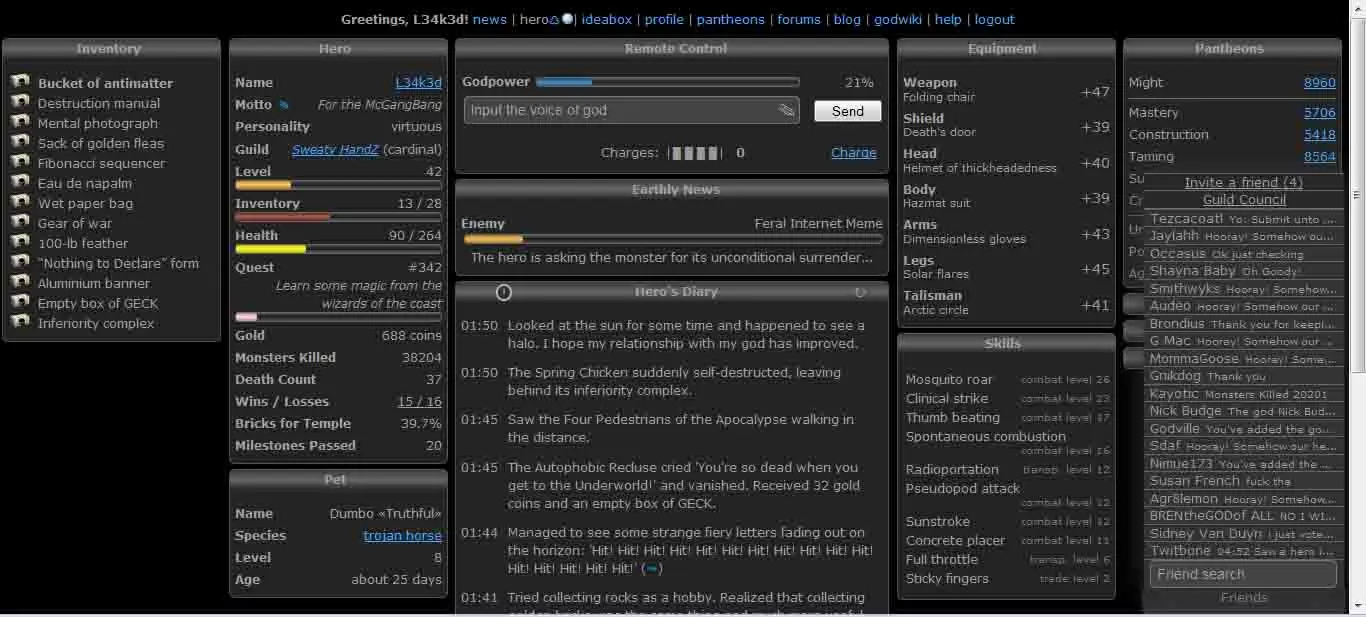 Greetings, L34k3d! news | hero | ideabox | profile | pantheons | forums | blog | godwiki | help | logout
Inventory
Bucket of antimatter
Destruction manual
Mental photograph
Sack of golden fleas
Fibonacci sequencer
Eau de napalm
Wet paper bag
Gear of war
100-lb feather
"Nothing to Declare" form
Aluminium banner
Empty box of GECK
Inferiority complex
Hero
Name L34k3d
Motto For the McGangBang
Personality virtuous
Guild Sweaty HandZ (cardinal)
Level 42
Inventory 13 / 28
Health 90 / 264
Quest #342
Learn some magic from the
wizards of the coast
Gold 688 coins
Monsters Killed 38204
Death Count 37
Wins / Losses 15 / 16
Bricks for Temple 39.7%
Milestones Passed 20
Pet
Name Dumbo «Truthful»
Species trojan horse
Level 8
Age about 25 days
Remote Control
Godpower 21%
Input the voice of god Send
Charges: 0 Charge
Earthly News
Enemy Feral Internet Meme
The hero is asking the monster for its unconditional surrender...
Hero's Diary
01:50 Looked at the sun for some time and happened to see a
halo. I hope my relationship with my god has improved.
01:50 The Spring Chicken suddenly self-destructed, leaving
behind its inferiority complex.
01:45 Saw the Four Pedestrians of the Apocalypse walking in
the distance.
01:45 The Autophobic Recluse cried 'You're so dead when you
get to the Underworld!' and vanished. Received 32 gold
coins and an empty box of GECK.
01:44 Managed to see some strange fiery letters fading out on
the horizon: 'Hit! Hit! Hit! Hit! Hit! Hit! Hit! Hit! Hit! Hit! Hit!
Hit! Hit! Hit! Hit! Hit!' (➡)
01:41 Tried collecting rocks as a hobby. Realized that collecting
Equipment
Weapon
Folding chair +47
Shield
Death's door +39
Head
Helmet of thickheadedness +40
Body
Hazmat suit +39
Arms
Dimensionless gloves +43
Legs
Solar flares +45
Talisman
Arctic circle +41
Skills
Mosquito roar combat level 26
Clinical strike combat level 23
Thumb beating combat level 17
Spontaneous combustion
combat level 16
Radioportation transp. level 12
Pseudopod attack
combat level 12
Sunstroke combat level 12
Concrete placer combat level 11
Full throttle transp. level 6
Sticky fingers trade level 2
Pantheons
Might 8960
Mastery 5706
Construction 5418
Taming 8564
Su
Cr
Un
Po
Ag
Invite a friend (4)
Guild Council
Tezcacoatl Yo: Submit unto ...
Jaylahh Hooray! Somehow ou...
Occasus Ok just checking
Shayna Baby Oh Goody!
Smithwyks Hooray! Somehow...
Audeo Hooray! Somehow our ...
Brondius Thank you for keepi...
G Mac Hooray! Somehow our ...
MommaGoose Hooray! Some...
Gnikdog Thank you
Kayotic Monsters Killed 20201
Nick Budge The god Nick Bud...
Godville You've added the go...
Sdaf Hooray! Somehow our he...
Nimue173 You've added the ...
Susan French fuck tha
Agr8lemon Hooray! Somehow...
BRENtheGODof ALL NO 1 WI...
Sidney Van Duyn I just vote...
Twitbone 04:52 Saw a hero l...
Friend search
Friends